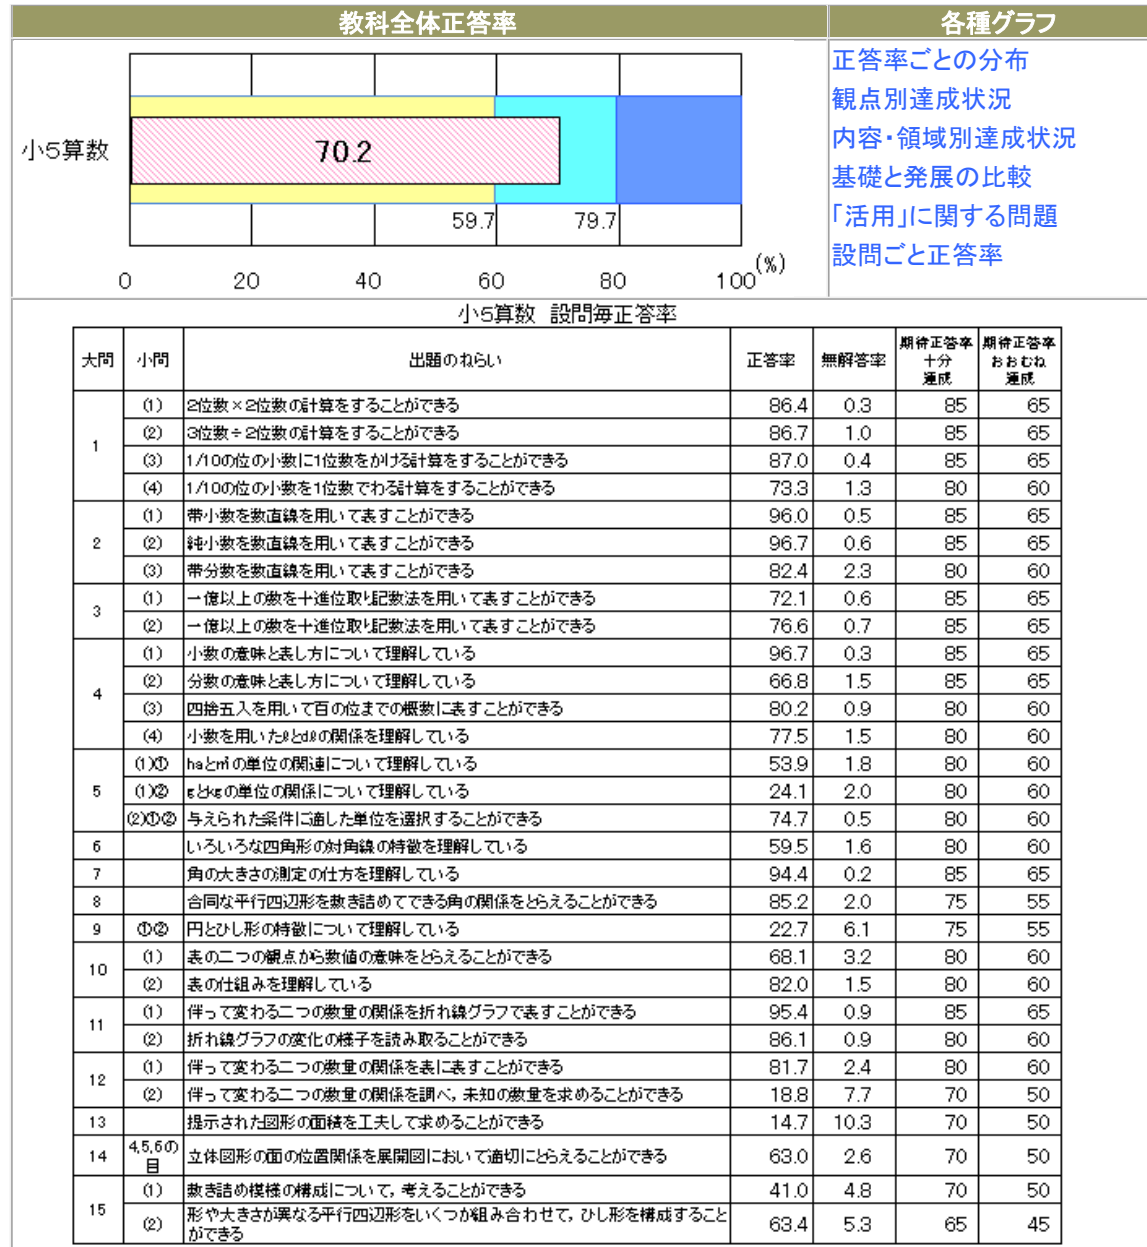 教科全体正答率 各種グラフ
正答率ごとの分布
観点別達成状況
内容・領域別達成状況
基礎と発展の比較
「活用」に関する問題
設問ごと正答率
小5算数
70.2
59.7 79.7
0 20 40 60 80 100 (%)
小5算数 設問毎正答率
大問 小問 出題のねらい 正答率 無解答率 期待正答率 十分 達成 期待正答率 おおむね 達成
1 (1) 2位数×2位数の計算をすることができる 86.4 0.3 85 65
(2) 3位数÷2位数の計算をすることができる 86.7 1.0 85 65
(3) 1/10の位の小数に1位数をかける計算をすることができる 87.0 0.4 85 65
(4) 1/10の位の小数を1位数でわる計算をすることができる 73.3 1.3 80 60
2 (1) 帯小数を数直線を用いて表すことができる 96.0 0.5 85 65
(2) 純小数を数直線を用いて表すことができる 96.7 0.6 85 65
(3) 帯分数を数直線を用いて表すことができる 82.4 2.3 80 60
3 (1) 一億以上の数を十進位取り記数法を用いて表すことができる 72.1 0.6 85 65
(2) 一億以上の数を十進位取り記数法を用いて表すことができる 76.6 0.7 85 65
4 (1) 小数の意味と表し方について理解している 96.7 0.3 85 65
(2) 分数の意味と表し方について理解している 66.8 1.5 85 65
(3) 四捨五入を用いて百の位までの概数に表すことができる 80.2 0.9 80 60
(4) 小数を用いたℓとdℓの関係を理解している 77.5 1.5 80 60
5 (1)① haと㎡の単位の関連について理解している 53.9 1.8 80 60
(1)② gとkgの単位の関係について理解している 24.1 2.0 80 60
(2)①② 与えられた条件に適した単位を選択することができる 74.7 0.5 80 60
6 いろいろな四角形の対角線の特徴を理解している 59.5 1.6 80 60
7 角の大きさの測定の仕方を理解している 94.4 0.2 85 65
8 合同な平行四辺形を敷き詰めてできる角の関係をとらえることができる 85.2 2.0 75 55
9 ①② 円とひし形の特徴について理解している 22.7 6.1 75 55
10 (1) 表の二つの観点から数値の意味をとらえることができる 68.1 3.2 80 60
(2) 表の仕組みを理解している 82.0 1.5 80 60
11 (1) 伴って変わる二つの数量の関係を折れ線グラフで表すことができる 95.4 0.9 85 65
(2) 折れ線グラフの変化の様子を読み取ることができる 86.1 0.9 80 60
12 (1) 伴って変わる二つの数量の関係を表に表すことができる 81.7 2.4 80 60
(2) 伴って変わる二つの数量の関係を調べ，未知の数量を求めることができる 18.8 7.7 70 50
13 提示された図形の面積を工夫して求めることができる 14.7 10.3 70 50
14 4,5,6の目 立体図形の面の位置関係を展開図において適切にとらえることができる 63.0 2.6 70 50
15 (1) 敷き詰め模様の構成について，考えることができる 41.0 4.8 70 50
(2) 形や大きさが異なる平行四辺形をいくつか組み合わせて，ひし形を構成すること
ができる 63.4 5.3 65 45